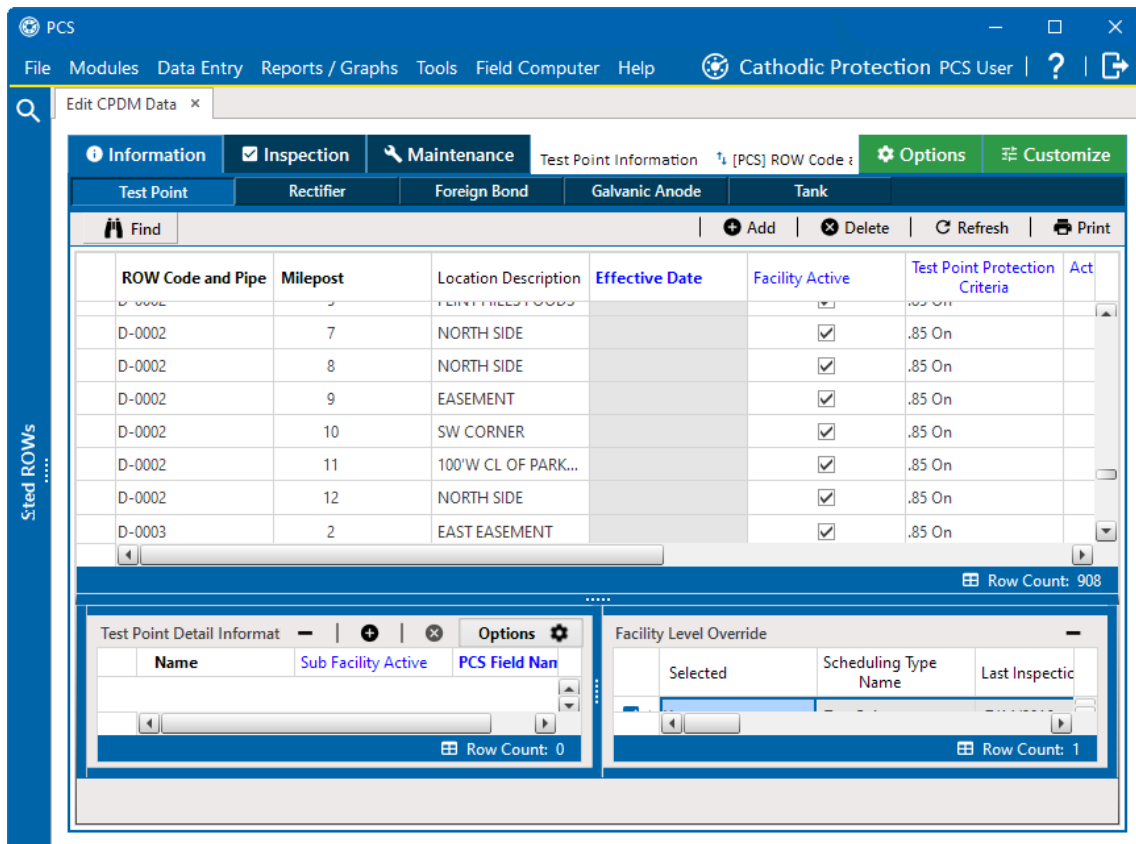 PCS
File Modules Data Entry Reports / Graphs Tools Field Computer Help Cathodic Protection PCS User | ? |
Edit CPDM Data ×
Information Inspection Maintenance Test Point Information [PCS] ROW Code a Options Customize
Test Point Rectifier Foreign Bond Galvanic Anode Tank
Find | Add | Delete | Refresh | Print
ROW Code and Pipe Milepost Location Description Effective Date Facility Active Test Point Protection Criteria Act
D-0002 7 NORTH SIDE .85 On
D-0002 8 NORTH SIDE .85 On
D-0002 9 EASEMENT .85 On
D-0002 10 SW CORNER .85 On
D-0002 11 100'W CL OF PARK... .85 On
D-0002 12 NORTH SIDE .85 On
D-0003 2 EAST EASEMENT .85 On
Row Count: 908
Test Point Detail Informat Options
Name Sub Facility Active PCS Field Nan
Row Count: 0
Facility Level Override
Selected Scheduling Type Name Last Inspectic
Row Count: 1
ROWs